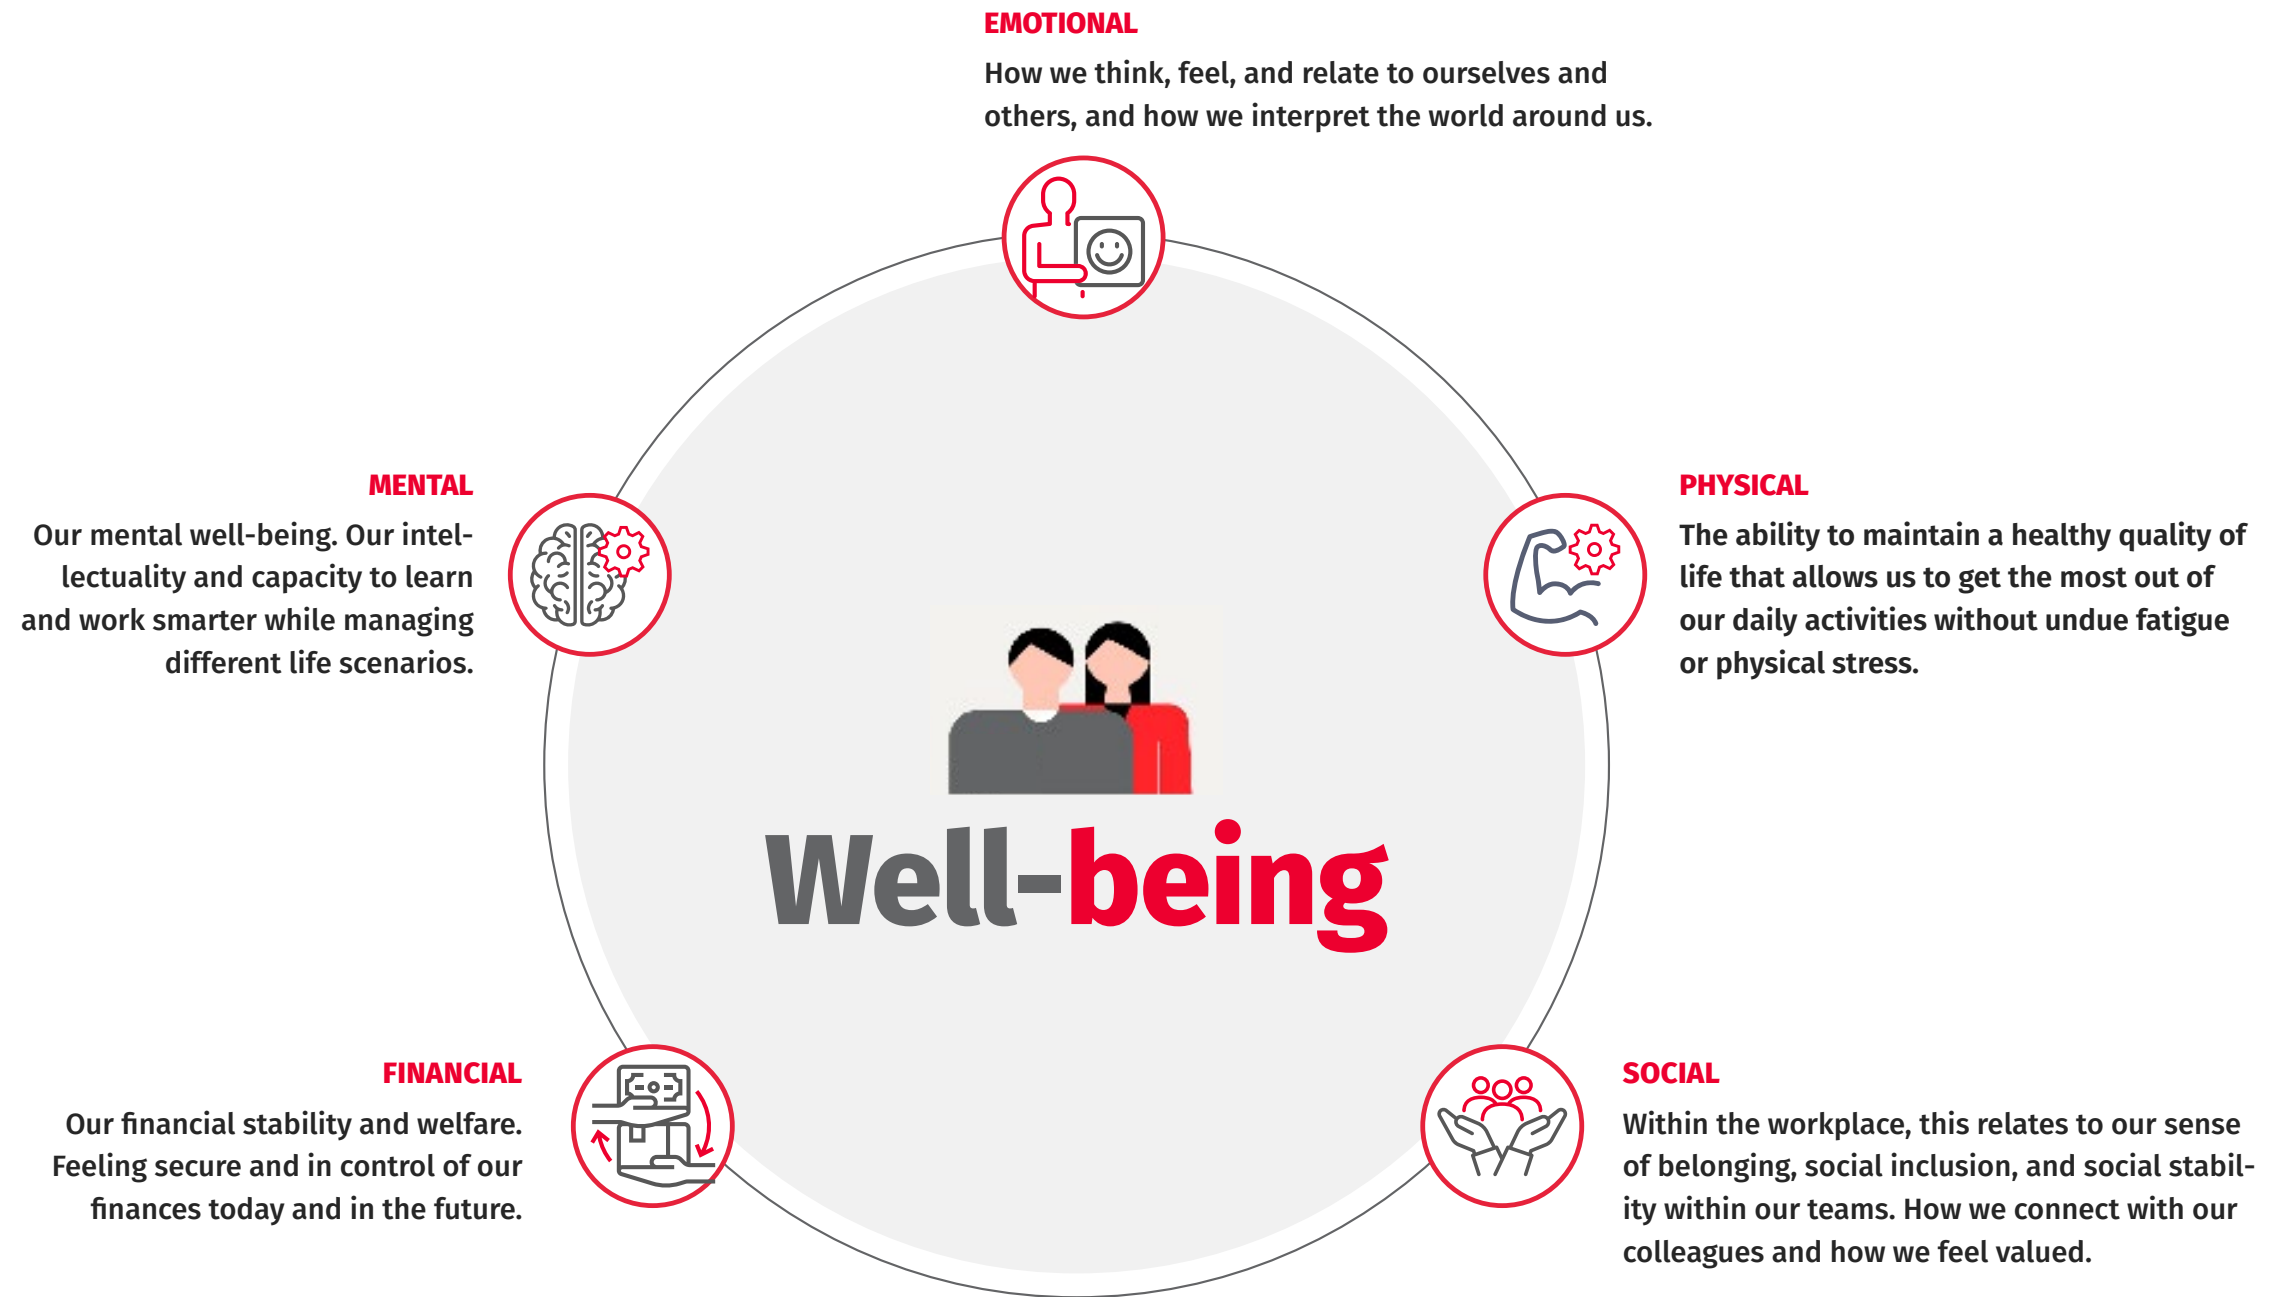 EMOTIONAL
How we think, feel, and relate to ourselves and
others, and how we interpret the world around us.
MENTAL
Our mental well-being. Our intel-
lectuality and capacity to learn
and work smarter while managing
different life scenarios.
PHYSICAL
The ability to maintain a healthy quality of
life that allows us to get the most out of
our daily activities without undue fatigue
or physical stress.
Well-being
FINANCIAL
Our financial stability and welfare.
Feeling secure and in control of our
finances today and in the future.
SOCIAL
Within the workplace, this relates to our sense
of belonging, social inclusion, and social stabil-
ity within our teams. How we connect with our
colleagues and how we feel valued.